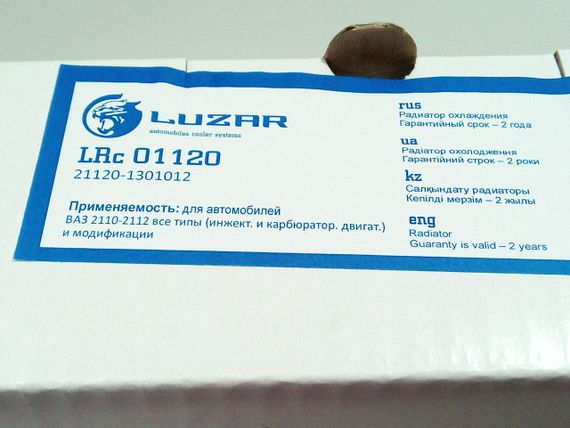 LUZAR
automobiles cooler systems
LRc 01120
21120-1301012
Применяемость: для автомобилей
ВАЗ 2110-2112 все типы (инжект. и карбюратор. двигат.)
и модификации
rus
Радиатор охлаждения
Гарантийный срок – 2 года
ua
Радіатор охолодження
Гарантійний строк – 2 роки
kz
Салқындату радиаторы
Кепілді мерзім – 2 жылы
eng
Radiator
Guaranty is valid – 2 years